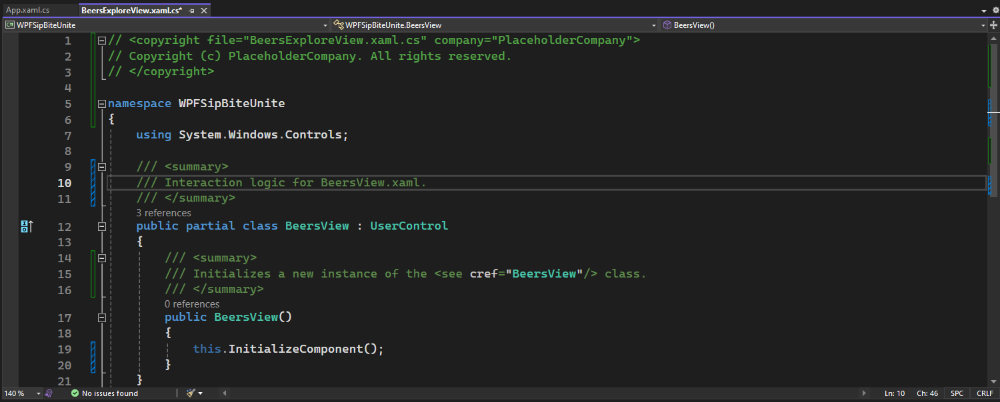 App.xaml.cs BeersExploreView.xaml.cs*
C# WPFSipBiteUnite WPFSipBiteUnite.BeersView BeersView()
1 // <copyright file="BeersExploreView.xaml.cs" company="PlaceholderCompany">
2 // Copyright (c) PlaceholderCompany. All rights reserved.
3 // </copyright>
4
5 namespace WPFSipBiteUnite
6 {
7 using System.Windows.Controls;
8
9 /// <summary>
10 /// Interaction logic for BeersView.xaml.
11 /// </summary>
3 references
12 public partial class BeersView : UserControl
13 {
14 /// <summary>
15 /// Initializes a new instance of the <see cref="BeersView"/> class.
16 /// </summary>
0 references
17 public BeersView()
18 {
19 this.InitializeComponent();
20 }
21 }
140 % No issues found Ln: 10 Ch: 46 SPC CRLF